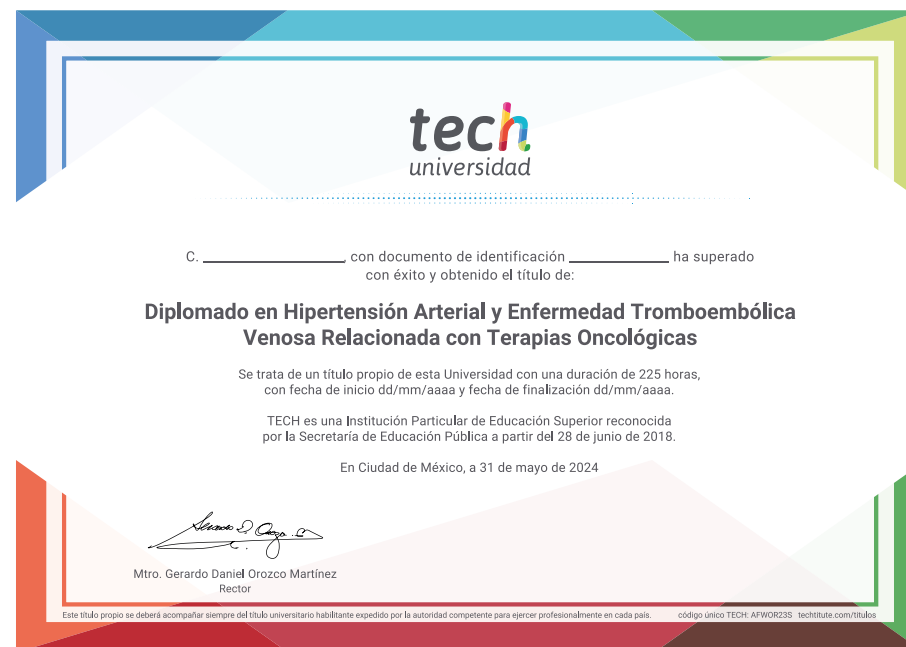 tech
universidad
C. ____________________, con documento de identificación ______________ ha superado
con éxito y obtenido el título de:
Diplomado en Hipertensión Arterial y Enfermedad Tromboembólica
Venosa Relacionada con Terapias Oncológicas
Se trata de un título propio de esta Universidad con una duración de 225 horas,
con fecha de inicio dd/mm/aaaa y fecha de finalización dd/mm/aaaa.
TECH es una Institución Particular de Educación Superior reconocida
por la Secretaría de Educación Pública a partir del 28 de junio de 2018.
En Ciudad de México, a 31 de mayo de 2024
Mtro. Gerardo Daniel Orozco Martínez
Rector
Este título propio se deberá acompañar siempre del título universitario habilitante expedido por la autoridad competente para ejercer profesionalmente en cada país. código único TECH: AFWOR23S techtitute.com/titulos